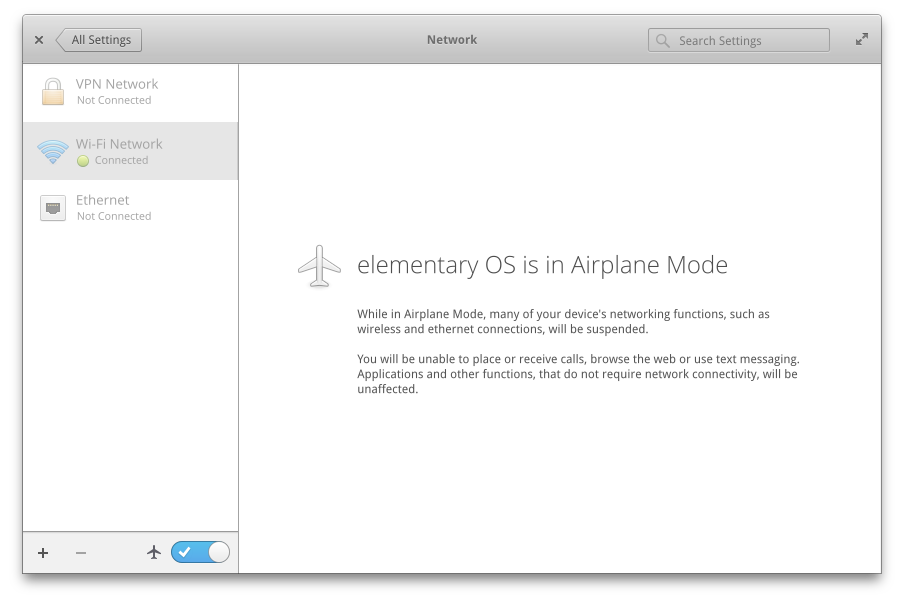 All Settings
Network
Search Settings
VPN Network
Not Connected
Wi-Fi Network
Connected
Ethernet
Not Connected
elementary OS is in Airplane Mode
While in Airplane Mode, many of your device's networking functions, such as
wireless and ethernet connections, will be suspended.
You will be unable to place or receive calls, browse the web or use text messaging.
Applications and other functions, that do not require network connectivity, will be
unaffected.